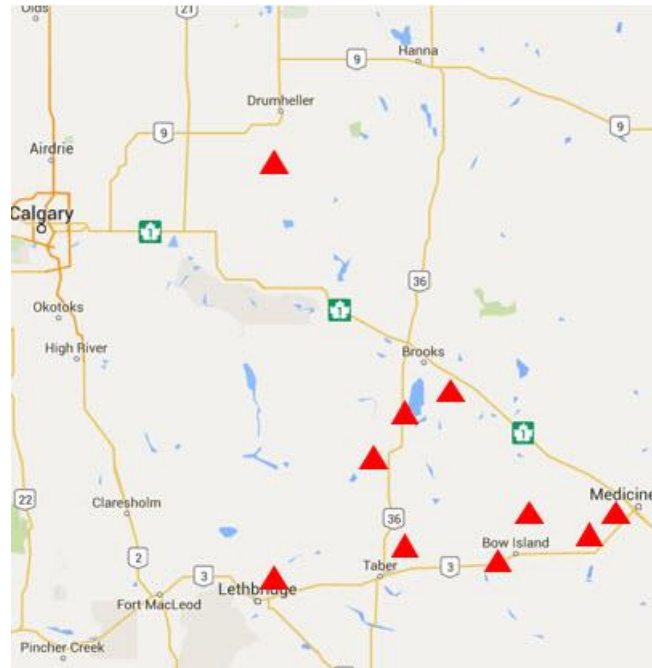 Olds
21
Hanna
9
Drumheller
9
9
Airdrie
Calgary
1
36
Okotoks
1
High River
Brooks
1
22
Claresholm
Medicine
36
2
Bow Island
3
Taber
3
Lethbridge
Fort MacLeod
Pincher Creek